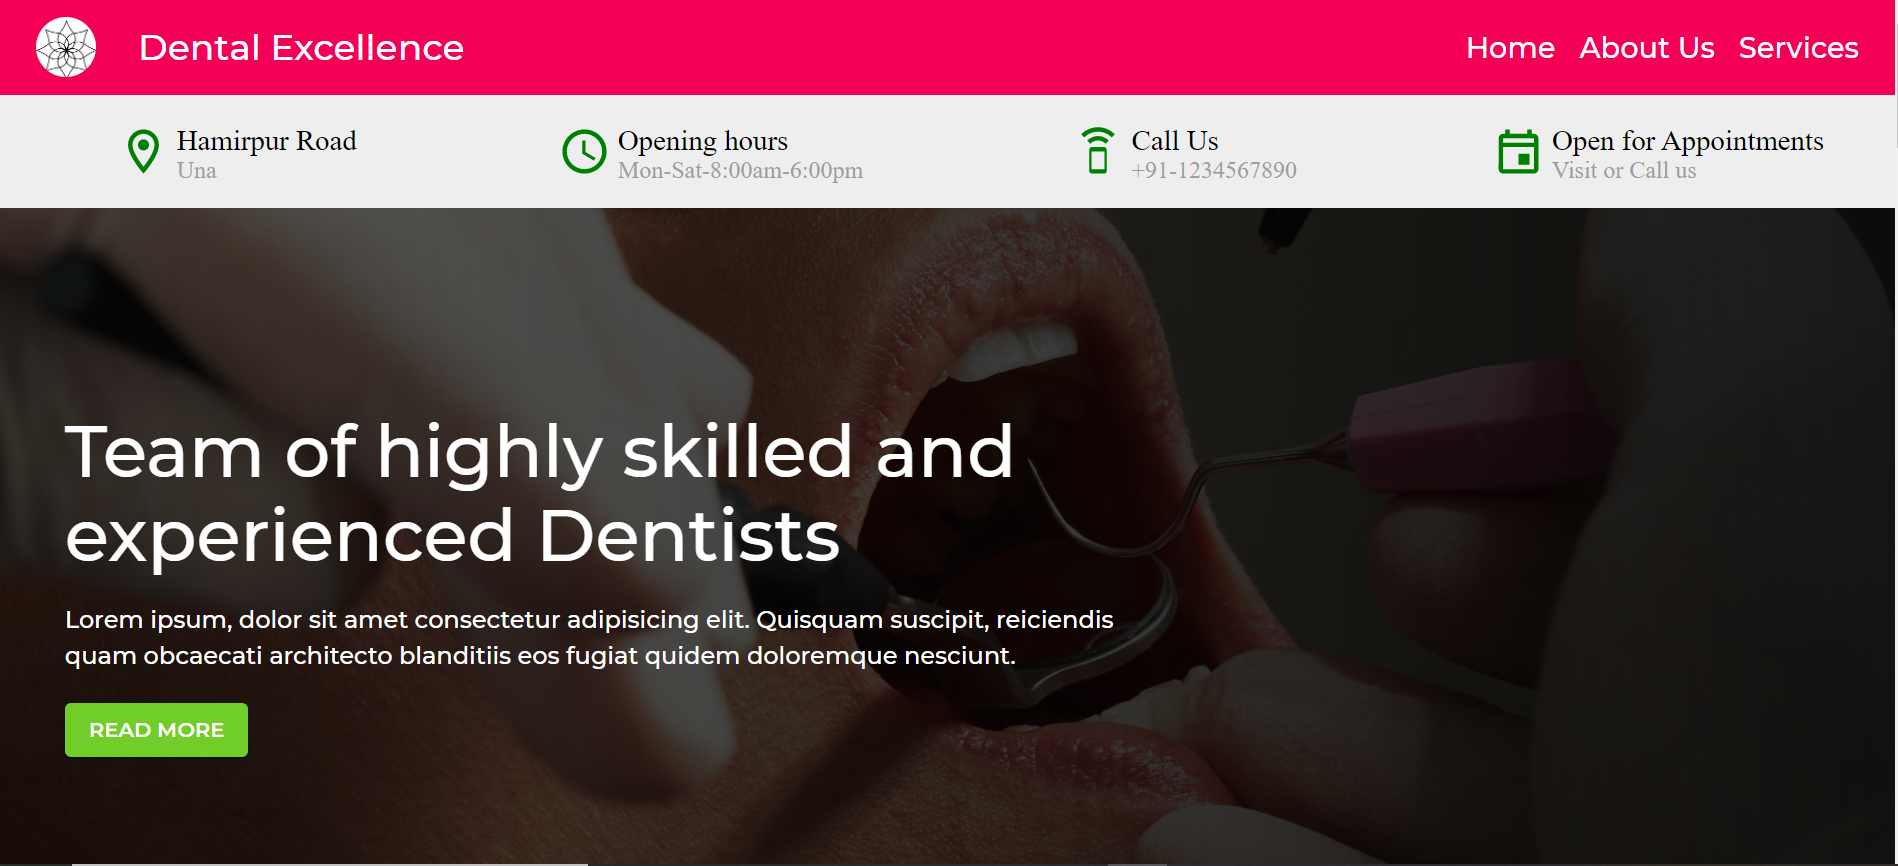 Dental Excellence
Home About Us Services
Hamirpur Road
Una
Opening hours
Mon-Sat-8:00am-6:00pm
Call Us
+91-1234567890
Open for Appointments
Visit or Call us
Team of highly skilled and
experienced Dentists
Lorem ipsum, dolor sit amet consectetur adipisicing elit. Quisquam suscipit, reiciendis
quam obcaecati architecto blanditiis eos fugiat quidem doloremque nesciunt.
READ MORE